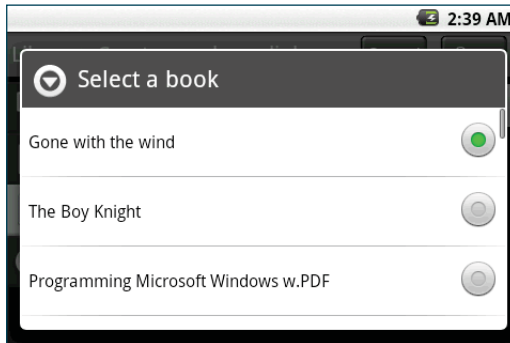 2:39 AM
Select a book
Gone with the wind
The Boy Knight
Programming Microsoft Windows w.PDF